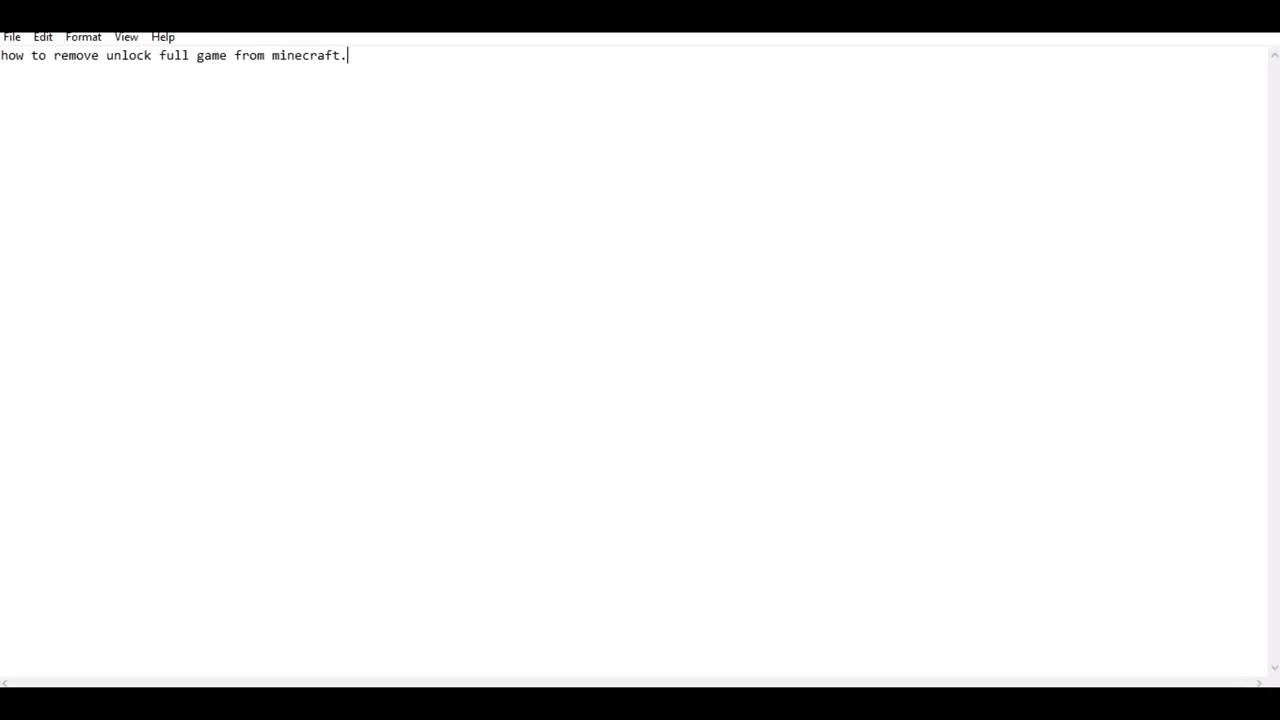 File Edit Format View Help
how to remove unlock full game from minecraft.